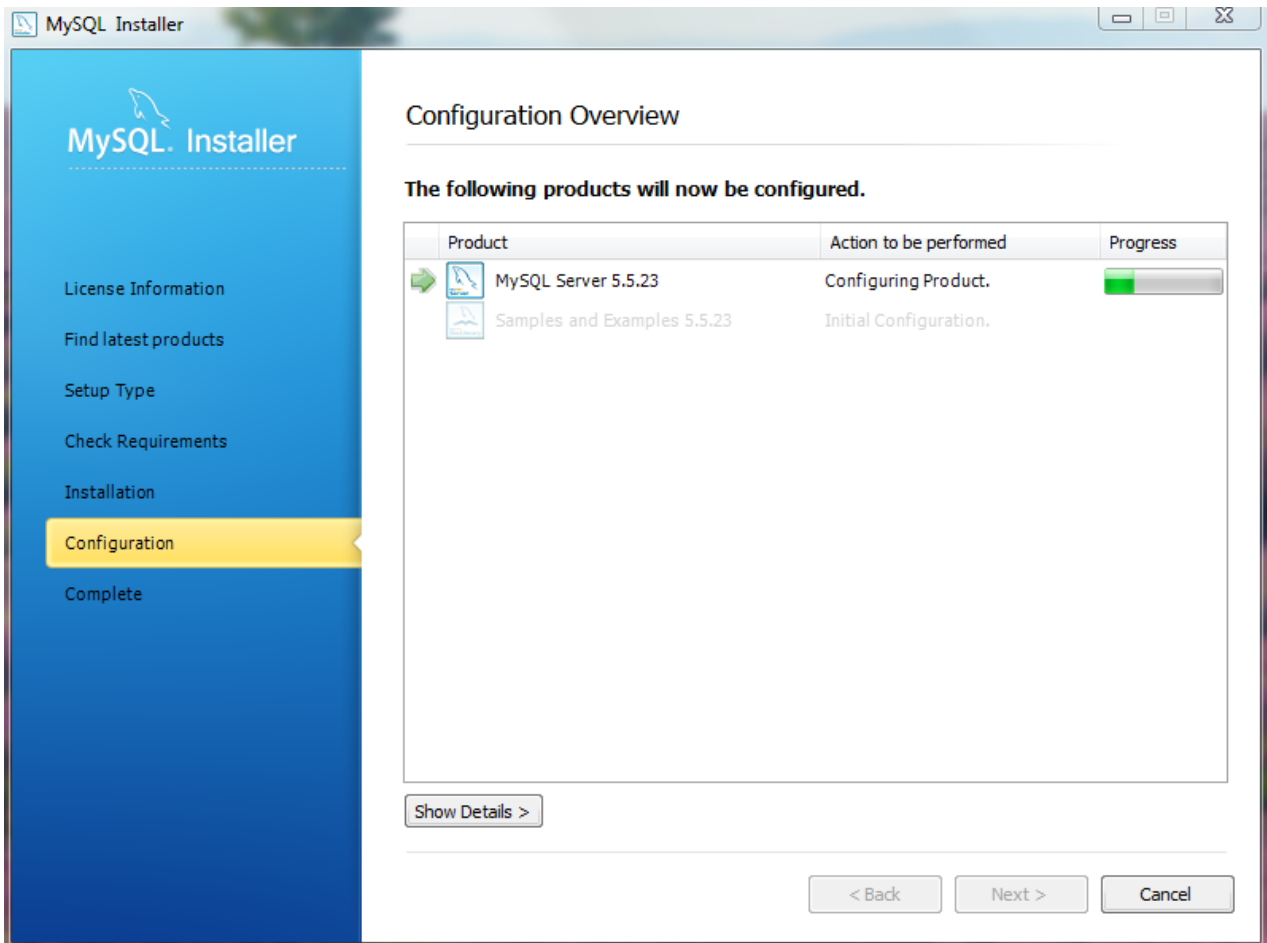 MySQL Installer
MySQL. Installer
License Information
Find latest products
Setup Type
Check Requirements
Installation
Configuration
Complete
Configuration Overview
The following products will now be configured.
Product Action to be performed Progress
MySQL Server 5.5.23 Configuring Product.
Samples and Examples 5.5.23 Initial Configuration.
Show Details >
< Back Next > Cancel